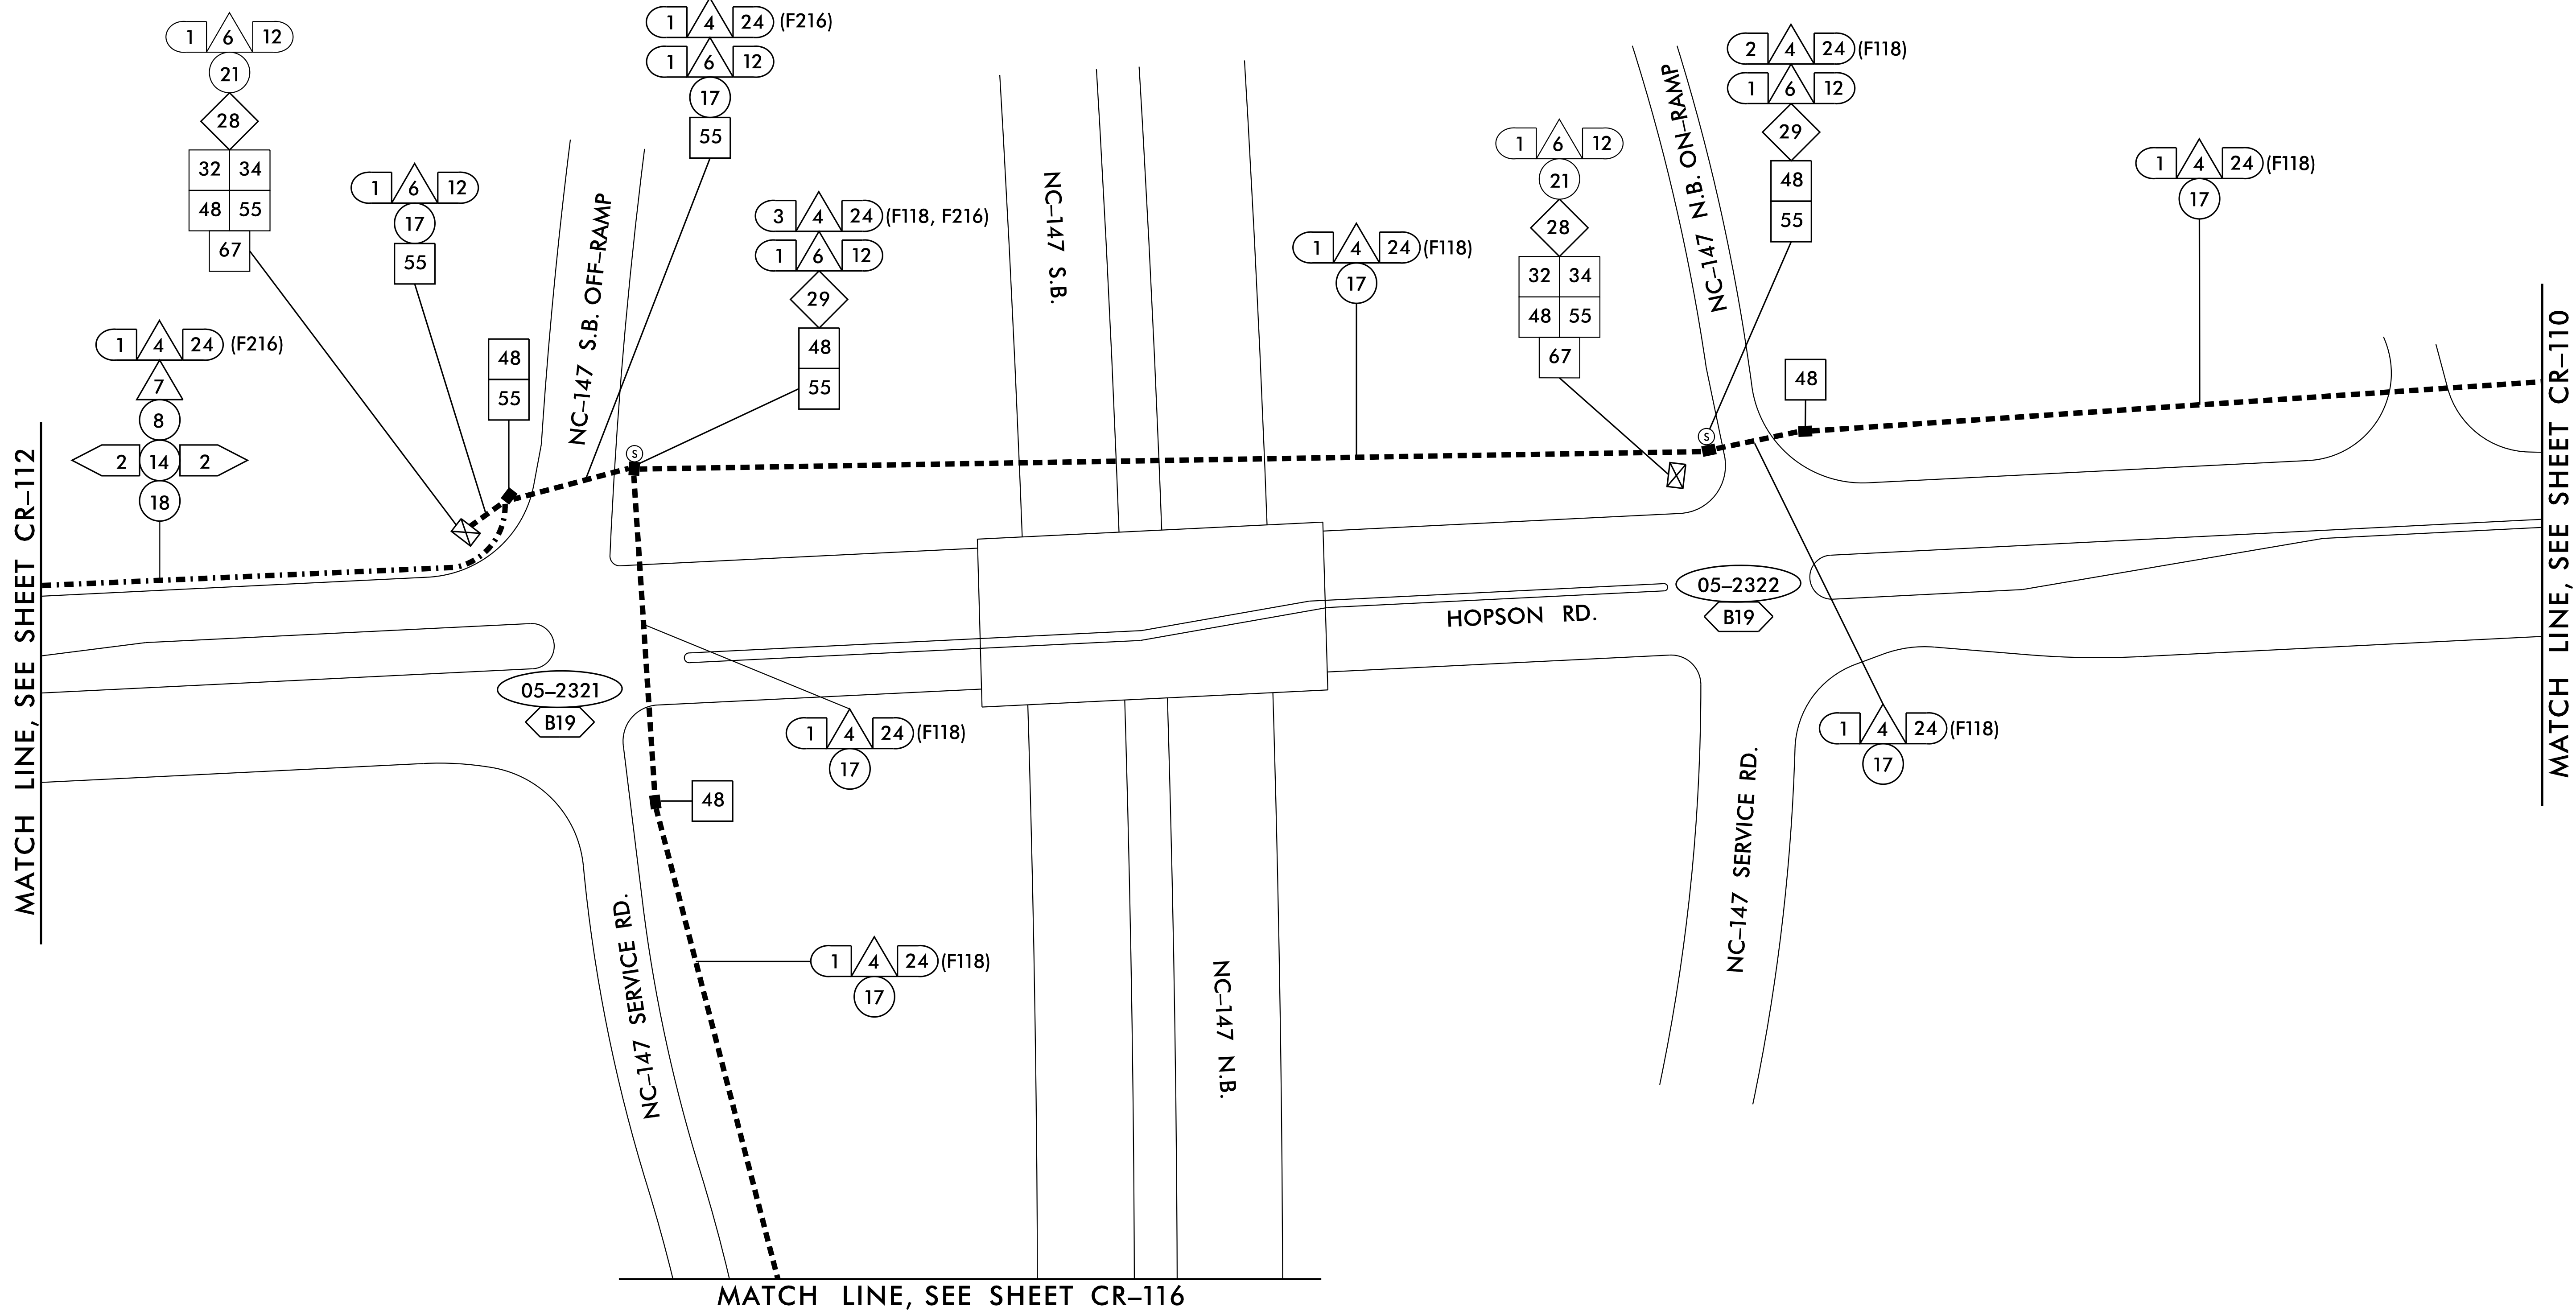 1 4 24 (F216)
1 6 12
17
55
1 6 12
21
28
32 34
48 55
67
2 4 24 (F118)
1 6 12
29
48
55
1 6 12
21
28
32 34
48 55
67
1 4 24 (F118)
17
1 6 12
17
55
3 4 24 (F118, F216)
1 6 12
29
48
55
1 4 24 (F118)
17
NC-147 S.B. OFF-RAMP
NC-147 S.B.
NC-147 N.B. ON-RAMP
1 4 24 (F216)
7
8
2 14 2
18
48
55
48
S
S
MATCH LINE, SEE SHEET CR-112
MATCH LINE, SEE SHEET CR-110
HOPSON RD.
05-2322
B19
05-2321
B19
1 4 24 (F118)
17
1 4 24 (F118)
17
48
NC-147 SERVICE RD.
NC-147 SERVICE RD.
NC-147 N.B.
1 4 24 (F118)
17
MATCH LINE, SEE SHEET CR-116